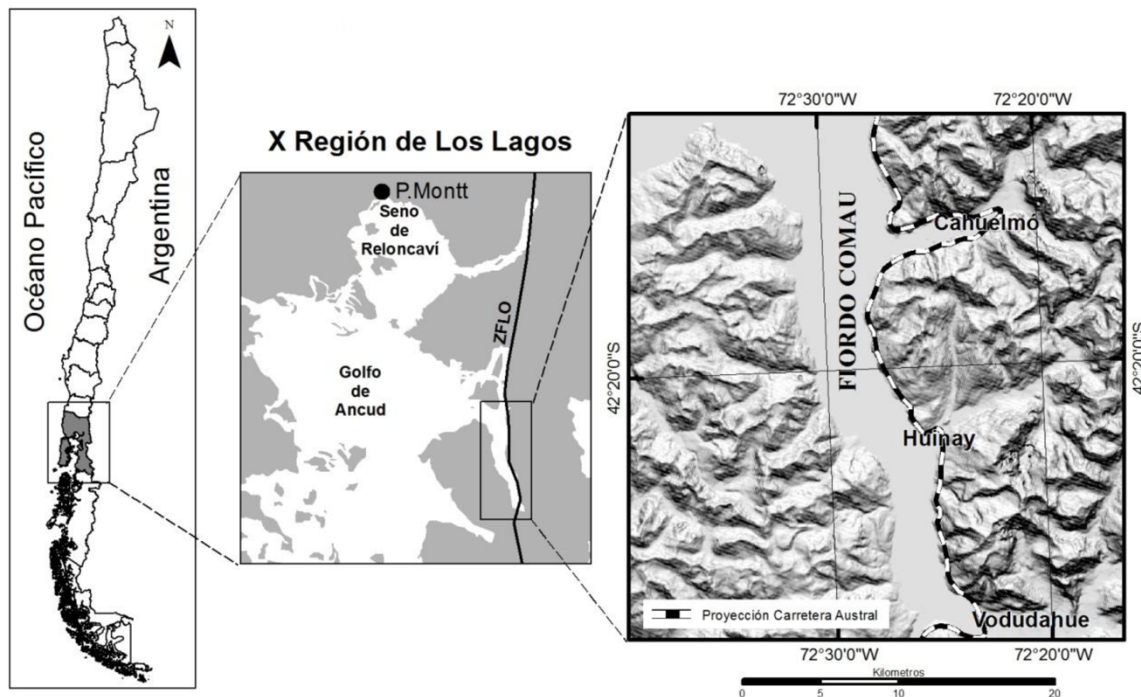 N
Océano Pacífico
Argentina
X Región de Los Lagos
P.Montt
Seno
de
Reloncaví
ZFLO
Golfo
de
Ancud
72°30'0"W
72°20'0"W
Cahuelmó
FIORDO COMAU
42°20'0"S
42°20'0"S
Huinay
Vodudahue
Proyección Carretera Austral
72°30'0"W
72°20'0"W
Kilometros
0
5
10
20